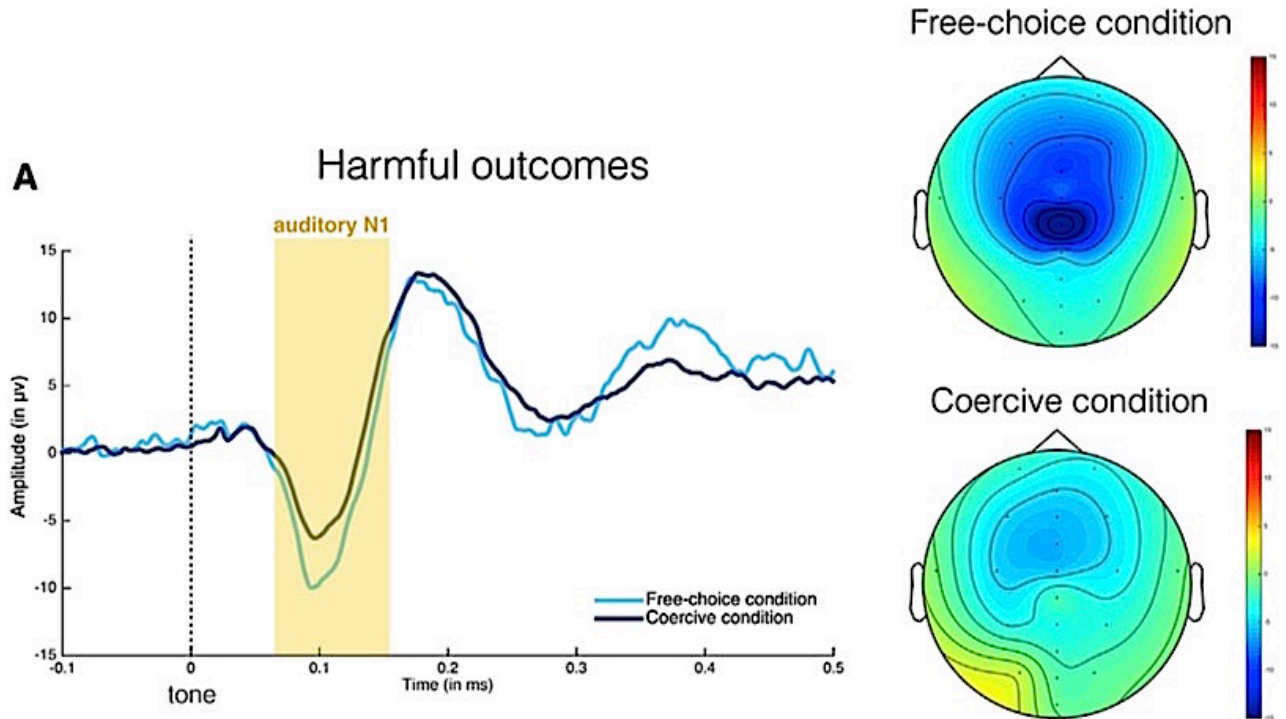 Free-choice condition
A
Harmful outcomes
auditory N1
15
10
5
0
-5
-10
-15
Amplitude (in µv)
-0.1
0
0.1
0.2
0.3
0.4
0.5
tone
Time (in ms)
Free-choice condition
Coercive condition
Coercive condition